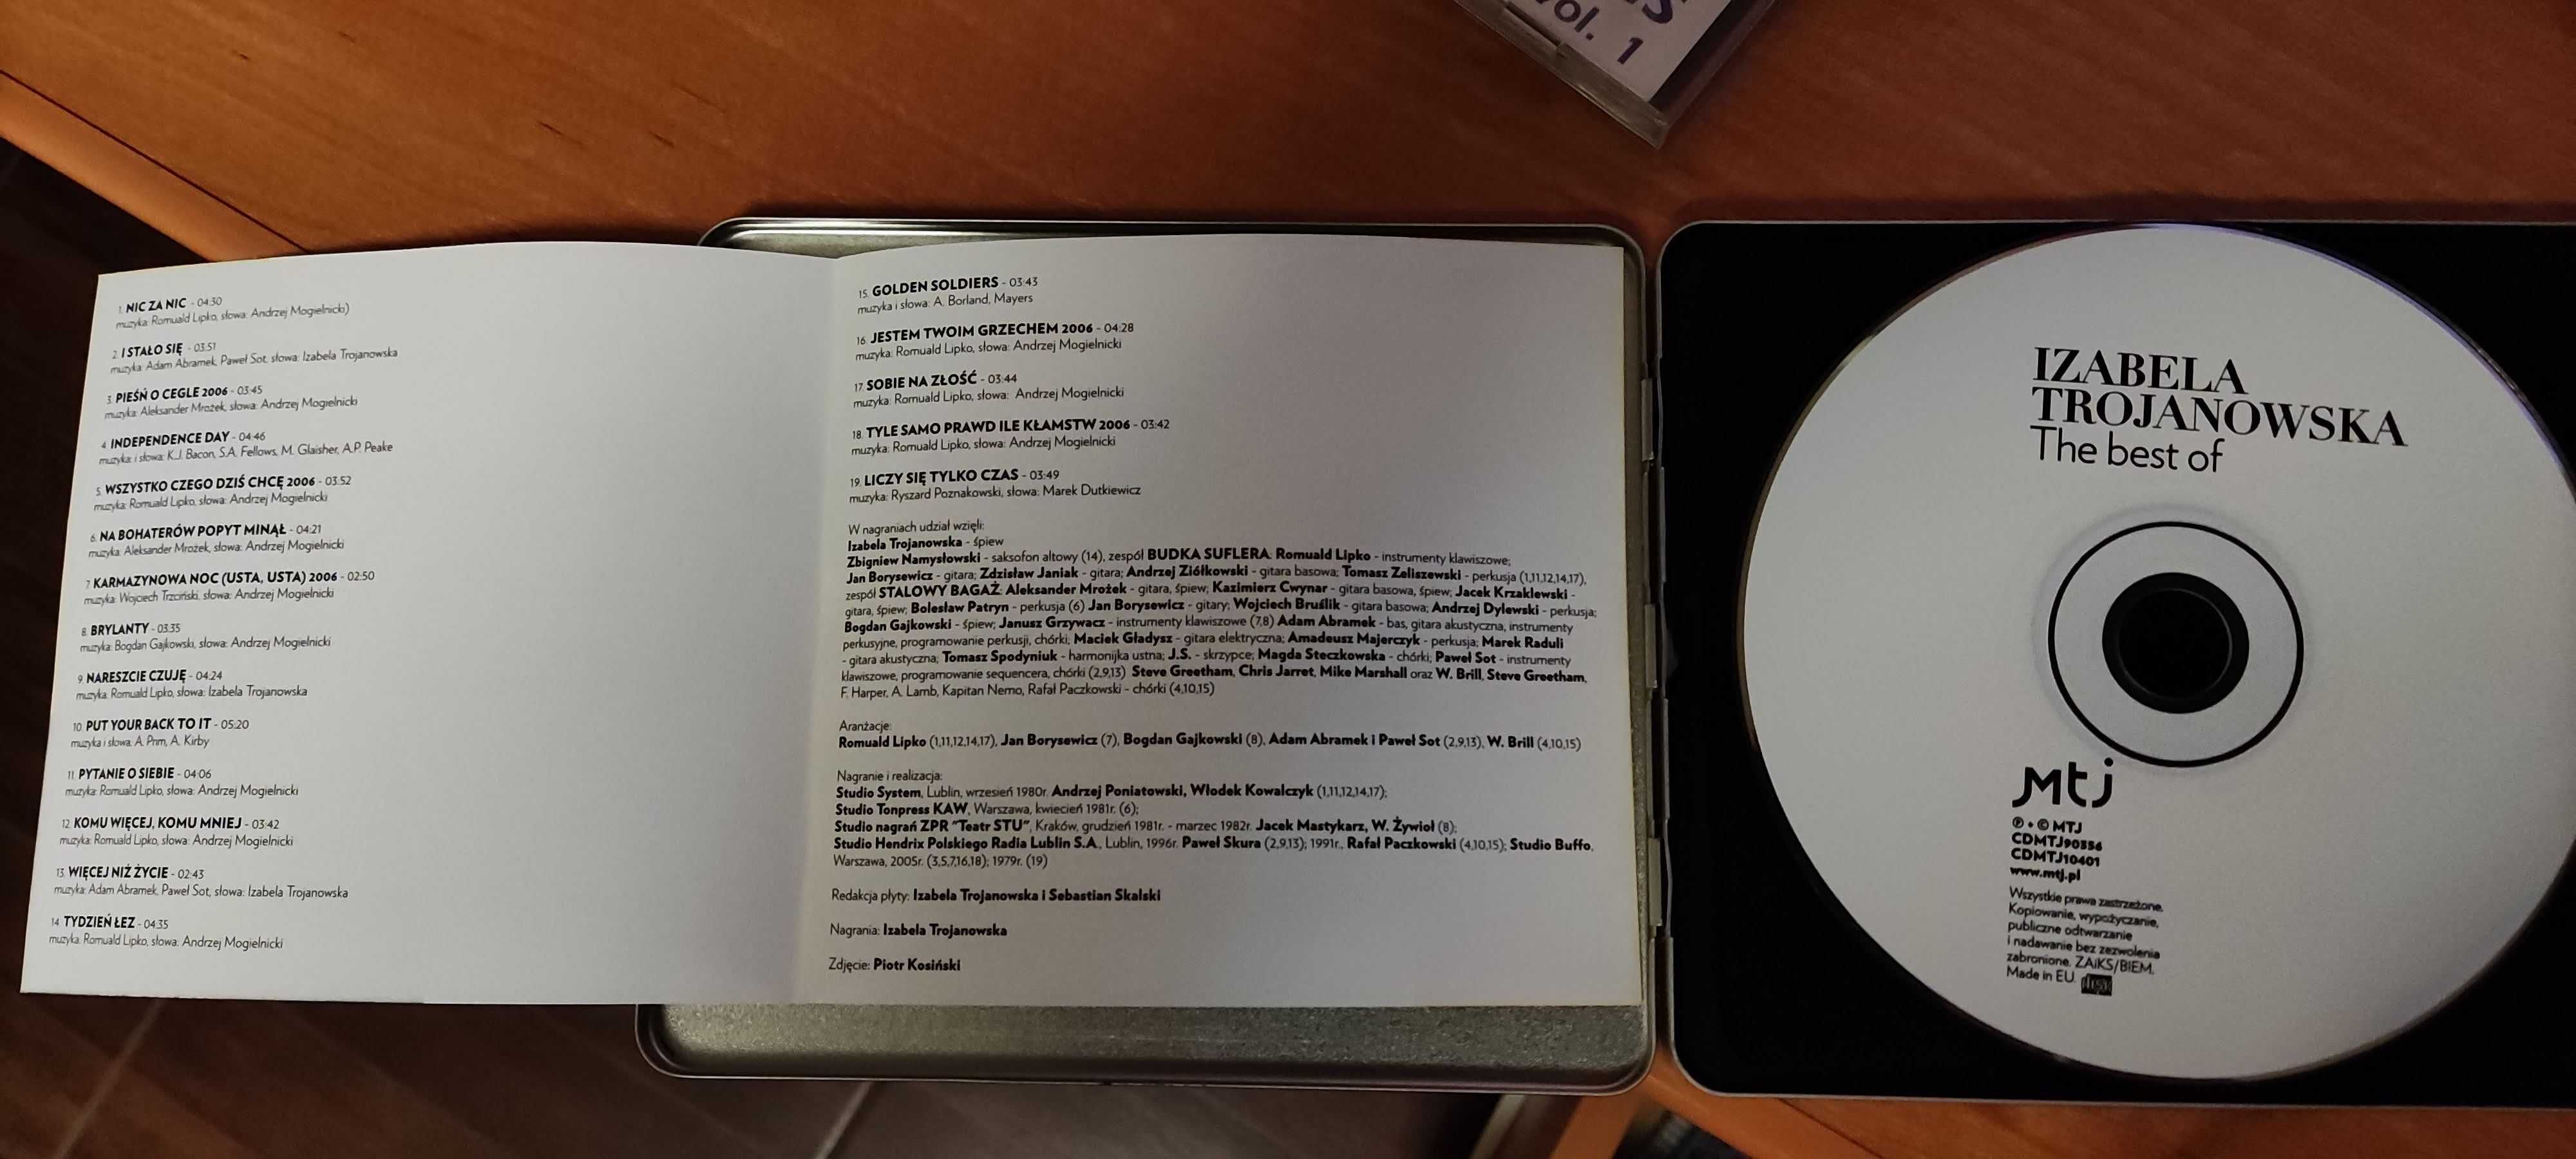 vol. 1
1. NIC ZA NIC - 04:30
muzyka: Romuald Lipko, słowa: Andrzej Mogielnicki)
2. I STAŁO SIĘ - 03:51
muzyka: Adam Abramek, Paweł Sot, słowa: Izabela Trojanowska
3. PIEŚŃ O CEGLE 2006 - 03:45
muzyka: Aleksander Mrożek, słowa: Andrzej Mogielnicki
4. INDEPENDENCE DAY - 04:46
muzyka: i słowa: K.J. Bacon, S.A. Fellows, M. Glaisher, A.P. Peake
5. WSZYSTKO CZEGO DZIŚ CHCĘ 2006 - 03:52
muzyka: Romuald Lipko, słowa: Andrzej Mogielnicki
6. NA BOHATERÓW POPYT MINĄŁ - 04:21
muzyka: Aleksander Mrożek, słowa: Andrzej Mogielnicki
7. KARMAZYNOWA NOC (USTA, USTA) 2006 - 02:50
muzyka: Wojciech Trzciński, słowa: Andrzej Mogielnicki
8. BRYLANTY - 03:35
muzyka: Bogdan Gajkowski, słowa: Andrzej Mogielnicki
9. NARESZCIE CZUJĘ - 04:24
muzyka: Romuald Lipko, słowa: Izabela Trojanowska
10. PUT YOUR BACK TO IT - 05:20
muzyka i słowa: A. Prim, A. Kirby
11. PYTANIE O SIEBIE - 04:06
muzyka: Romuald Lipko, słowa: Andrzej Mogielnicki
12. KOMU WIĘCEJ, KOMU MNIEJ - 03:42
muzyka: Romuald Lipko, słowa: Andrzej Mogielnicki
13. WIĘCEJ NIŻ ŻYCIE - 02:43
muzyka: Adam Abramek, Paweł Sot, słowa: Izabela Trojanowska
14. TYDZIEŃ ŁEZ - 04:35
muzyka: Romuald Lipko, słowa: Andrzej Mogielnicki
15. GOLDEN SOLDIERS - 03:43
muzyka i słowa: A. Borland, Mayers
16. JESTEM TWOIM GRZECHEM 2006 - 04:28
muzyka: Romuald Lipko, słowa: Andrzej Mogielnicki
17. SOBIE NA ZŁOŚĆ - 03:44
muzyka: Romuald Lipko, słowa: Andrzej Mogielnicki
18. TYLE SAMO PRAWD ILE KŁAMSTW 2006 - 03:42
muzyka: Romuald Lipko, słowa: Andrzej Mogielnicki
19. LICZY SIĘ TYLKO CZAS - 03:49
muzyka: Ryszard Poznakowski, słowa: Marek Dutkiewicz
W nagraniach udział wzięli:
Izabela Trojanowska - śpiew
Zbigniew Namysłowski - saksofon altowy (14), zespół BUDKA SUFLERA: Romuald Lipko - instrumenty klawiszowe;
Jan Borysewicz - gitara; Zdzisław Janiak - gitara; Andrzej Ziółkowski - gitara basowa; Tomasz Zeliszewski - perkusja (1,11,12,14,17),
zespół STALOWY BAGAŻ: Aleksander Mrożek - gitara, śpiew; Kazimierz Cwynar - gitara basowa, śpiew; Jacek Krzaklewski -
gitara, śpiew; Bolesław Patryn - perkusja (6) Jan Borysewicz - gitary; Wojciech Bruślik - gitara basowa; Andrzej Dylewski - perkusja;
Bogdan Gajkowski - śpiew; Janusz Grzywacz - instrumenty klawiszowe (7,8) Adam Abramek - bas, gitara akustyczna, instrumenty
perkusyjne, programowanie perkusji, chórki; Maciek Gładysz - gitara elektryczna; Amadeusz Majerczyk - perkusja; Marek Raduli
- gitara akustyczna; Tomasz Spodyniuk - harmonijka ustna; J.S. - skrzypce; Magda Steczkowska - chórki; Paweł Sot - instrumenty
klawiszowe, programowanie sequencera, chórki (2,9,13) Steve Greetham, Chris Jarret, Mike Marshall oraz W. Brill, Steve Greetham,
F. Harper, A. Lamb, Kapitan Nemo, Rafał Paczkowski - chórki (4,10,15)
Aranżacje:
Romuald Lipko (1,11,12,14,17), Jan Borysewicz (7), Bogdan Gajkowski (8), Adam Abramek i Paweł Sot (2,9,13), W. Brill (4,10,15)
Nagranie i realizacja:
Studio System, Lublin, wrzesień 1980r. Andrzej Poniatowski, Włodek Kowalczyk (1,11,12,14,17);
Studio Tonpress KAW, Warszawa, kwiecień 1981r. (6);
Studio nagrań ZPR "Teatr STU", Kraków, grudzień 1981r. - marzec 1982r. Jacek Mastykarz, W. Żywioł (8);
Studio Hendrix Polskiego Radia Lublin S.A., Lublin, 1996r. Paweł Skura (2,9,13); 1991r., Rafał Paczkowski (4,10,15); Studio Buffo,
Warszawa, 2005r. (3,5,7,16,18); 1979r. (19)
Redakcja płyty: Izabela Trojanowska i Sebastian Skalski
Nagrania: Izabela Trojanowska
Zdjęcie: Piotr Kosiński
IZABELA
TROJANOWSKA
The best of
mtj
℗ • © MTJ
CDMTJ90356
CDMTJ10401
www.mtj.pl
Wszystkie prawa zastrzeżone.
Kopiowanie, wypożyczanie,
publiczne odtwarzanie
i nadawanie bez zezwolenia
zabronione. ZAiKS/BIEM.
Made in EU.